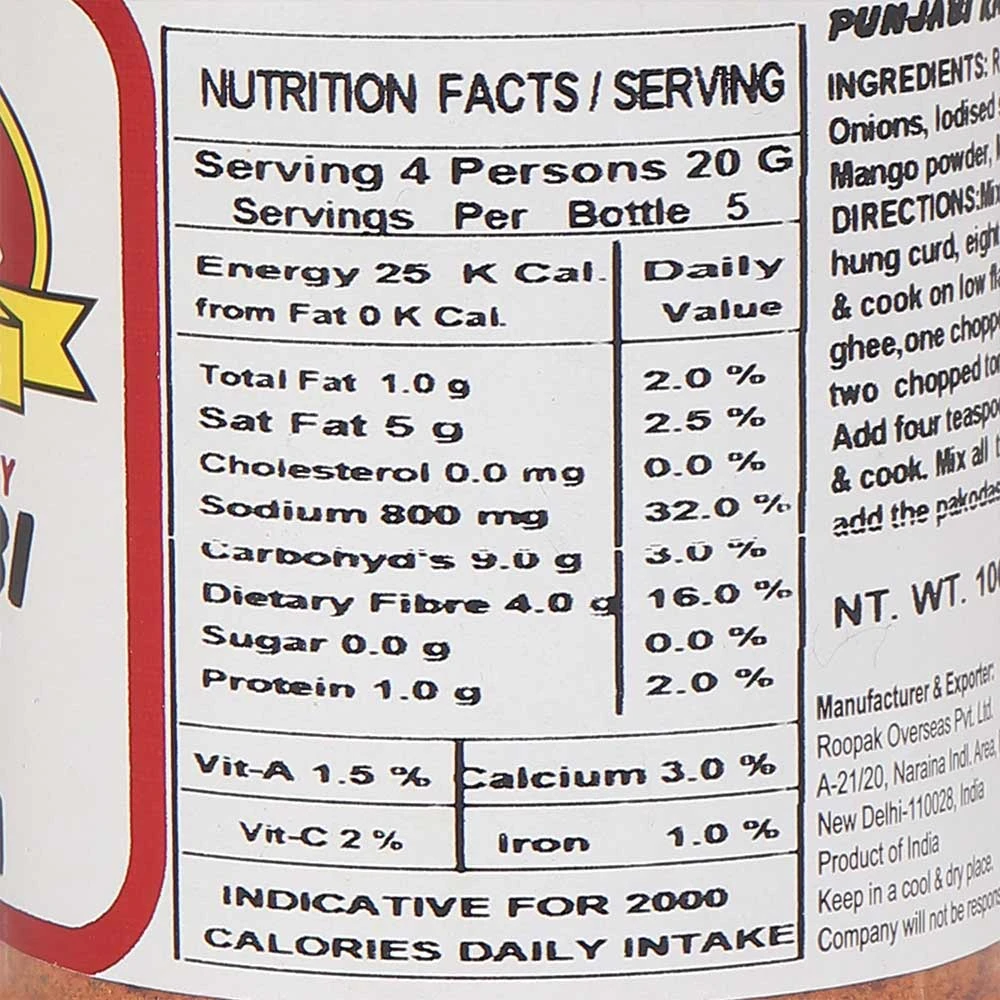 NUTRITION FACTS / SERVING
Serving 4 Persons 20 G
Servings Per Bottle 5
Energy 25 K Cal.
from Fat 0 K Cal.
Daily
Value
Total Fat 1.0 g 2.0 %
Sat Fat 5 g 2.5 %
Cholesterol 0.0 mg 0.0 %
Sodium 800 mg 32.0 %
Carbohyd's 9.0 g 3.0 %
Dietary Fibre 4.0 g 16.0 %
Sugar 0.0 g 0.0 %
Protein 1.0 g 2.0 %
Vit-A 1.5 % Calcium 3.0 %
Vit-C 2 % Iron 1.0 %
INDICATIVE FOR 2000
CALORIES DAILY INTAKE
PUNJABI
INGREDIENTS:
Onions, Iodised
Mango powder,
DIRECTIONS:
hung curd, eight
& cook on low
ghee, one
two chopped
Add four
& cook. Mix all
add the pakodas
NT. WT.
Manufacturer & Exporter:
Roopak Overseas Pvt. Ltd.
A-21/20, Naraina Indl. Area,
New Delhi-110028, India
Product of India
Keep in a cool & dry place.
Company will not be